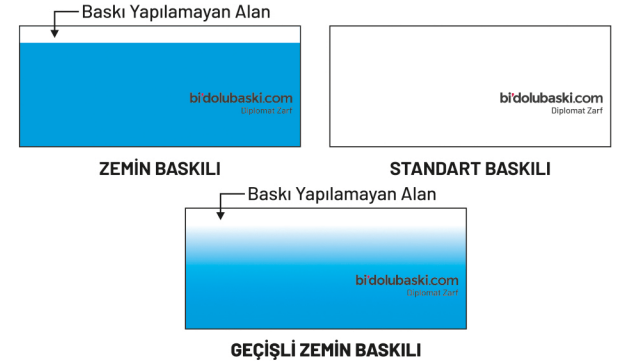 Baskı Yapılamayan Alan
bi'dolubaski.com
Diplomat Zarf
ZEMİN BASKILI
bi'dolubaski.com
Diplomat Zarf
STANDART BASKILI
Baskı Yapılamayan Alan
bi'dolubaski.com
Diplomat Zarf
GEÇİŞLİ ZEMİN BASKILI